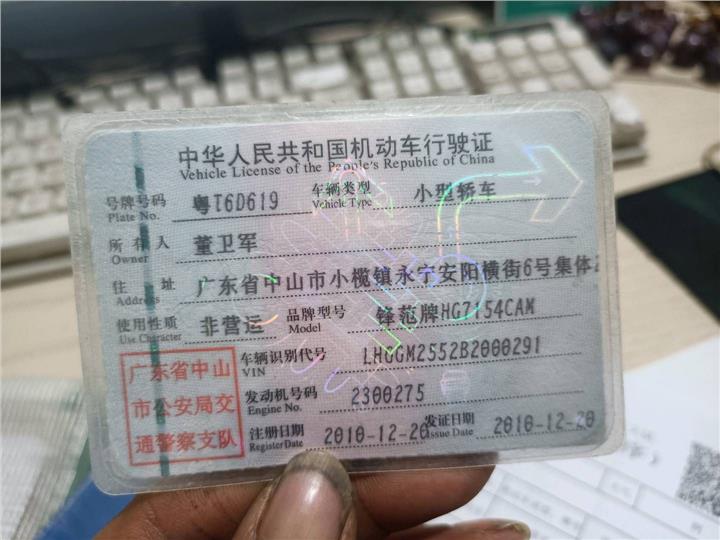 中华人民共和国机动车行驶证
Vehicle License of the People's Republic of China
号牌号码 粤T6D619 车辆类型 小型轿车
Plate No. Vehicle Type
所有人 董卫军
Owner
住址 广东省中山市小榄镇永宁安阳横街6号集体
Address
使用性质 非营运 品牌型号 锋范牌HG7154CAM
Use Character Model
广东省中山
市公安局交
通警察支队
车辆识别代号 LHGGM2552B2000291
VIN
发动机号码 2300275
Engine No.
注册日期 2010-12-20 发证日期 2010-12-20
Register Date Issue Date